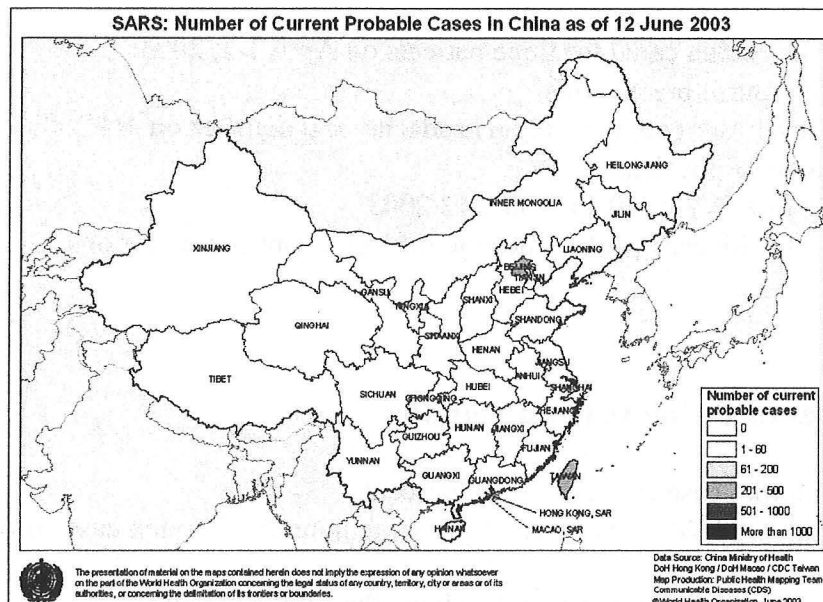 SARS: Number of Current Probable Cases in China as of 12 June 2003
HEILONGJIANG
INNER MONGOLIA
JILIN
XINJIANG
LIAONING
BEIJING
TIANJIN
GANSU
HEBEI
NINGXIA
SHANXI
QINGHAI
SHANDONG
SHAANXI
HENAN
JIANGSU
TIBET
ANHUI
SHANGHAI
SICHUAN
HUBEI
CHONGQING
ZHEJIANG
HUNAN
JIANGXI
GUIZHOU
FUJIAN
YUNNAN
TAIWAN
GUANGXI
GUANGDONG
HONG KONG, SAR
MACAO, SAR
HAINAN
Number of current
probable cases
0
1 - 60
61 - 200
201 - 500
501 - 1000
More than 1000
The presentation of material on the maps contained herein does not imply the expression of any opinion whatsoever
on the part of the World Health Organization concerning the legal status of any country, territory, city or areas or of its
authorities, or concerning the delimitation of its frontiers or boundaries.
Data Source: China Ministry of Health
DoH Hong Kong / DoH Macao / CDC Taiwan
Map Production: Public Health Mapping Team
Communicable Diseases (CDS)
©World Health Organization, June 2003